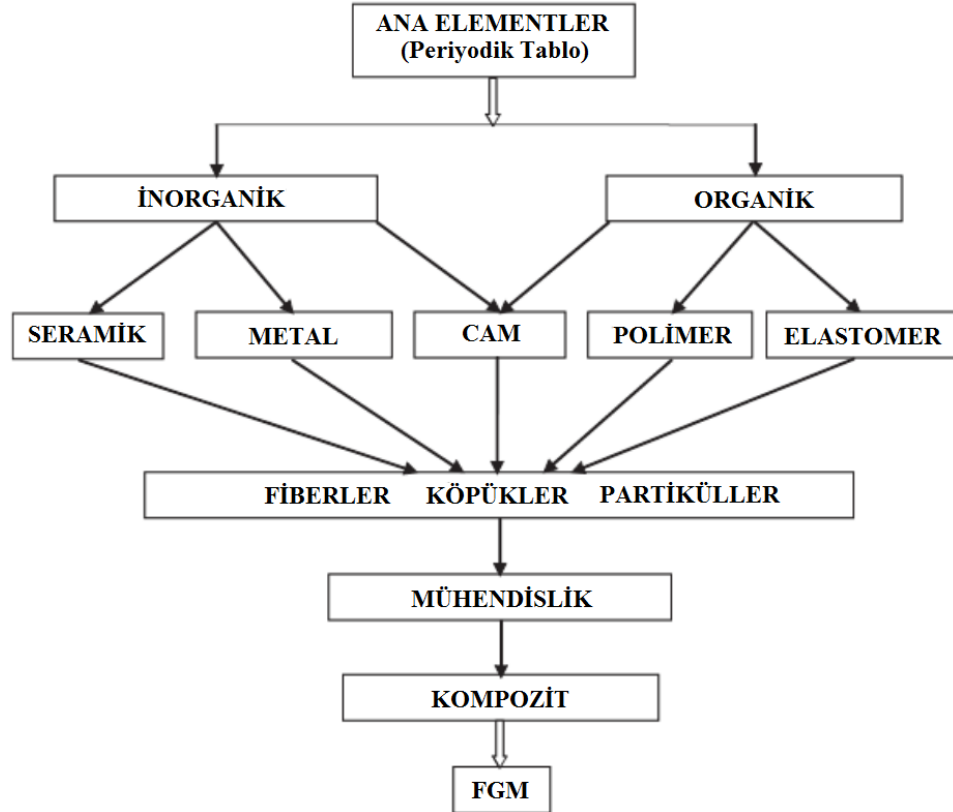 ANA ELEMENTLER
(Periyodik Tablo)
İNORGANİK
ORGANİK
SERAMİK
METAL
CAM
POLİMER
ELASTOMER
FİBERLER KÖPÜKLER PARTİKÜLLER
MÜHENDİSLİK
KOMPOZİT
FGM